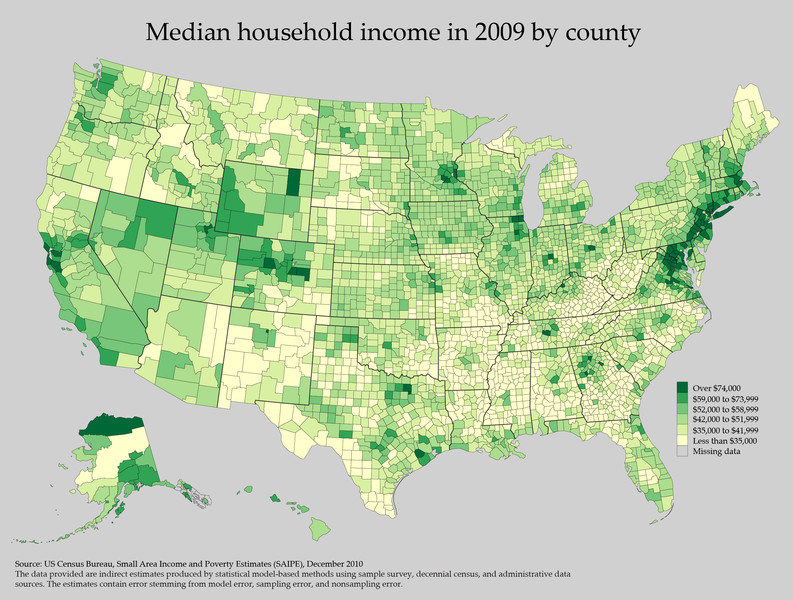 Median household income in 2009 by county
Over $74,000
$59,000 to $73,999
$52,000 to $58,999
$42,000 to $51,999
$35,000 to $41,999
Less than $35,000
Missing data
Source: US Census Bureau, Small Area Income and Poverty Estimates (SAIPE), December 2010
The data provided are indirect estimates produced by statistical model-based methods using sample survey, decennial census, and administrative data
sources. The estimates contain error stemming from model error, sampling error, and nonsampling error.